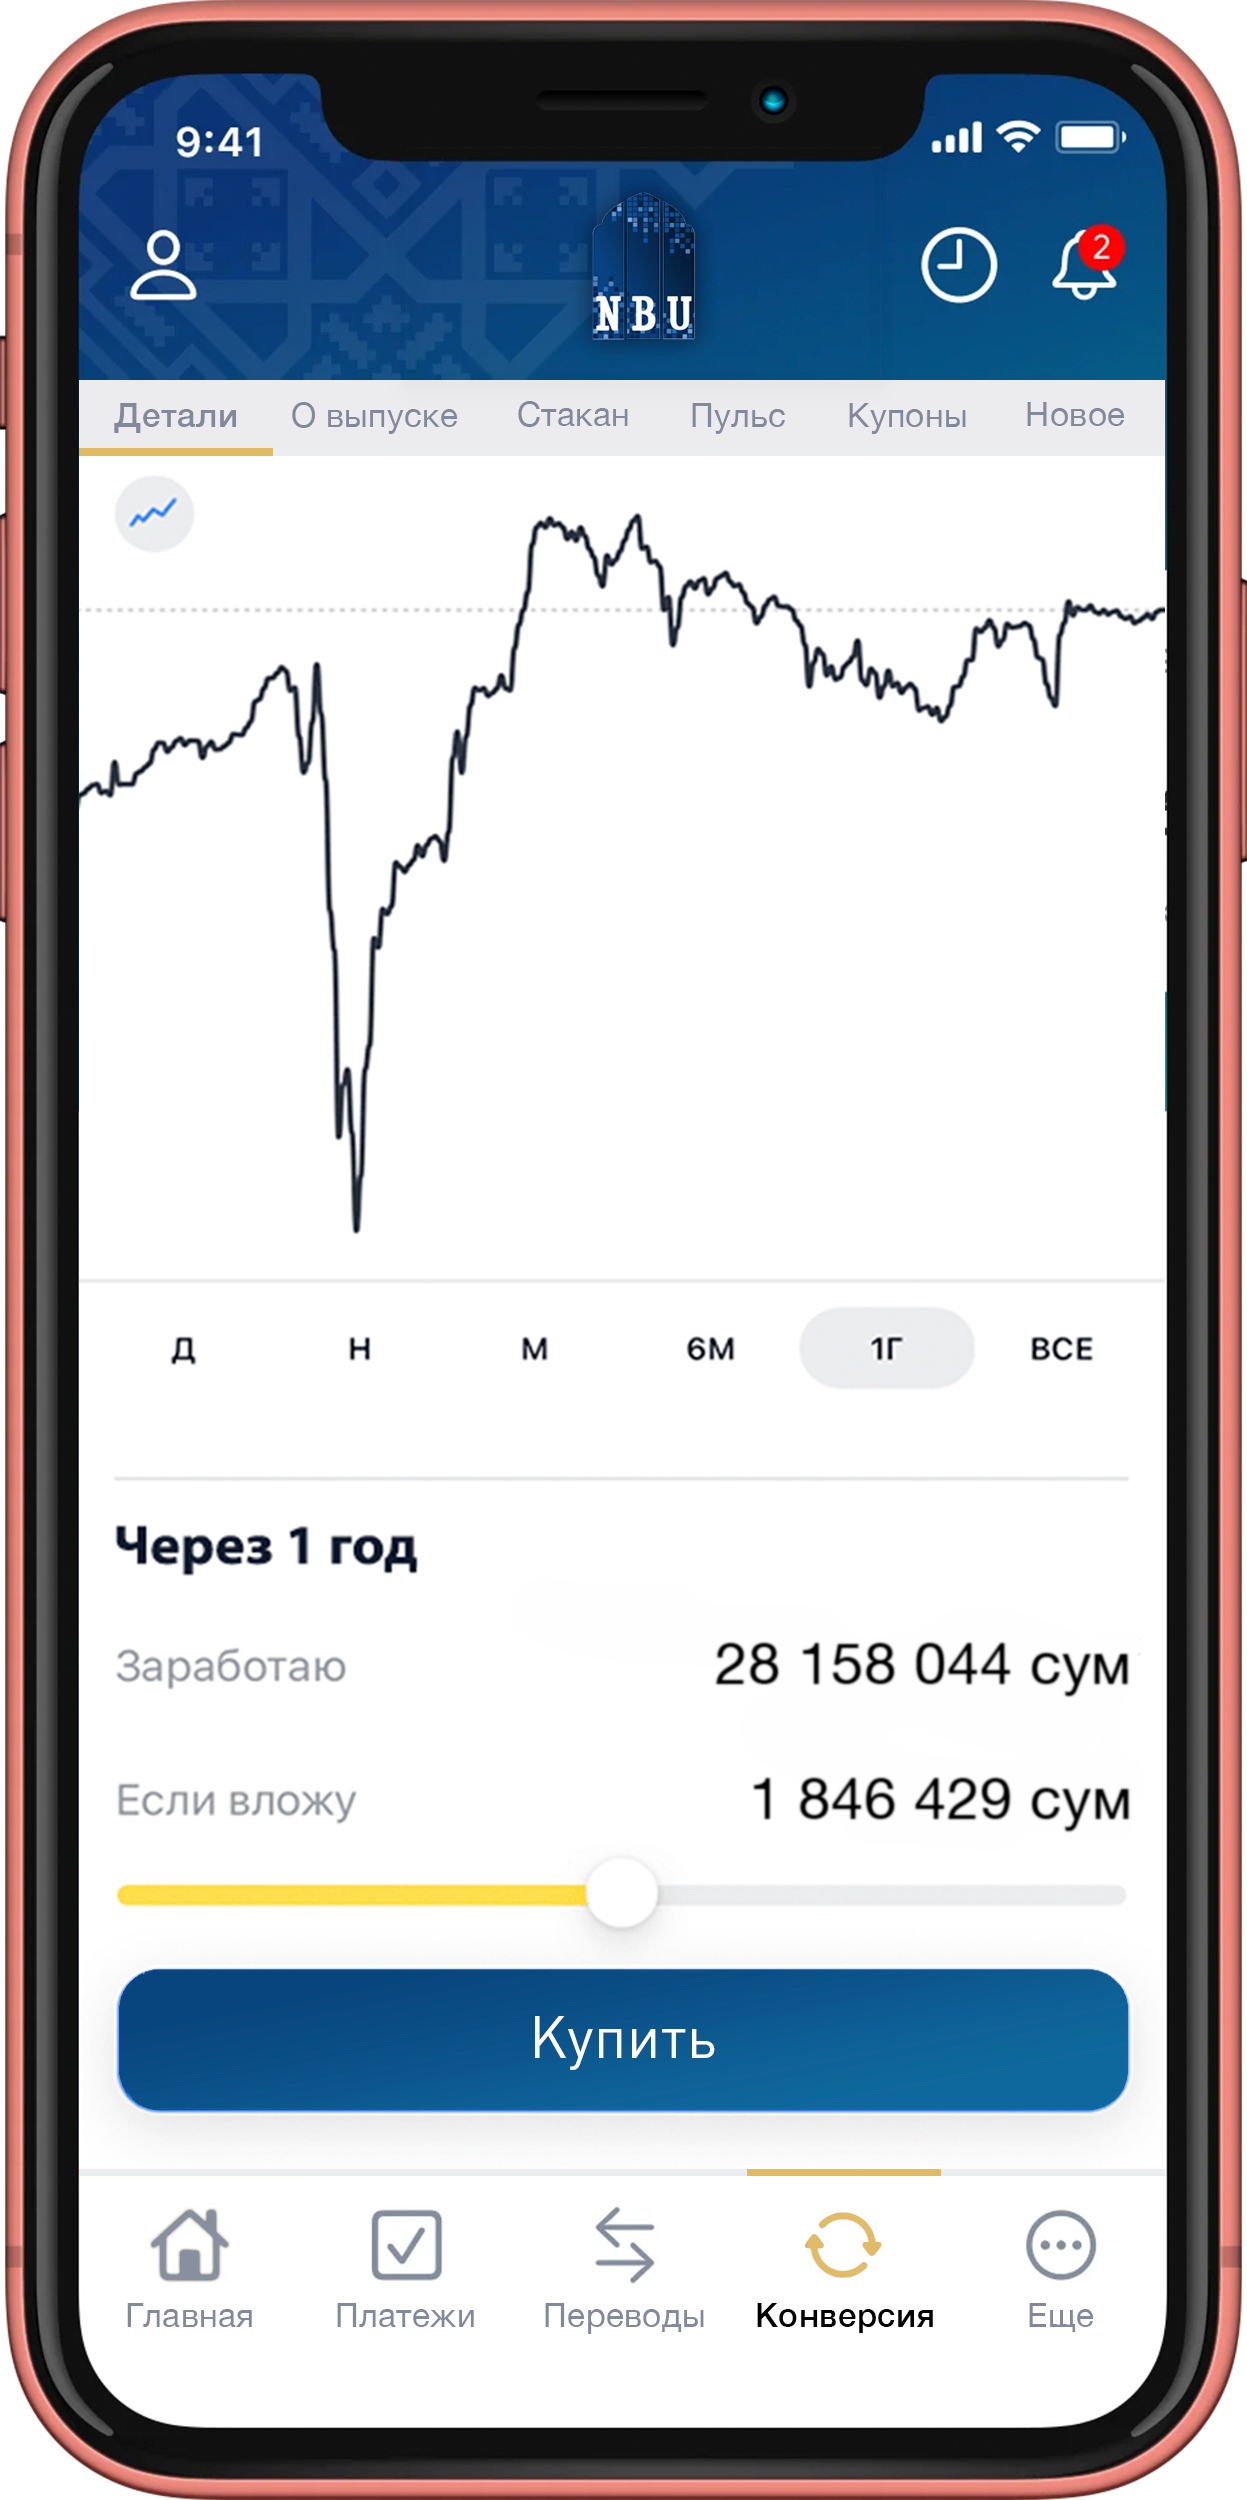 9:41
NBU
2
Детали О выпуске Стакан Пульс Купоны Новое
Д Н М 6М 1Г ВСЕ
Через 1 год
Заработаю 28 158 044 сум
Если вложу 1 846 429 сум
Купить
Главная Платежи Переводы Конверсия Еще